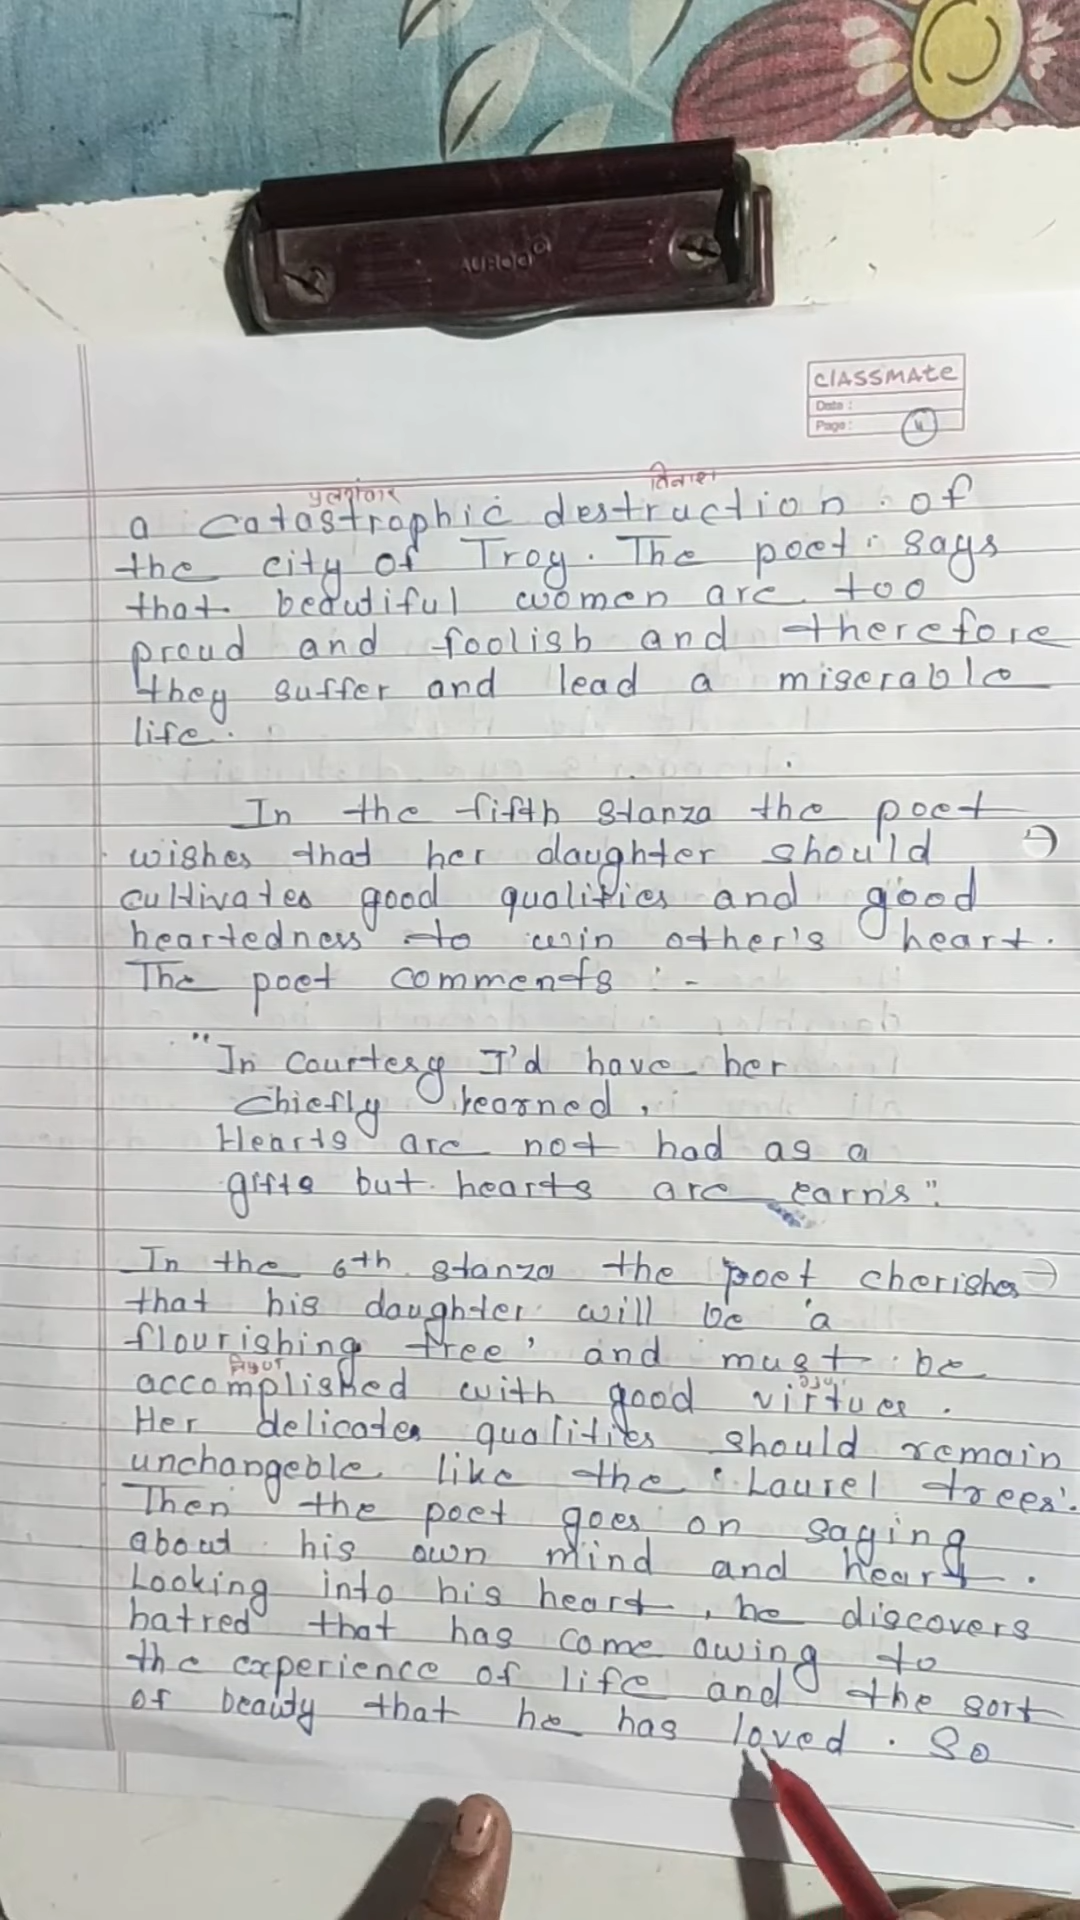 AUROO
CLASSMATE
Date :
Page : 4
प्रलयंकार विनाश
a catastrophic destruction of
the city of Troy. The poet says
that beautiful women are too
proud and foolish and therefore
they suffer and lead a miserable
life.
In the fifth stanza the poet
wishes that her daughter should
cultivates good qualities and good
heartedness to win other's heart.
The poet comments :-
"In courtesy I'd have her
chiefly learned,
Hearts are not had as a
gifts but hearts are earns".
In the 6th stanza the poet cherishes
that his daughter will be 'a
flourishing tree' and must be
निपुण
accomplished with good virtues.
Her delicates qualities should remain
unchangeble like the 'Laurel trees'.
Then the poet goes on saying
about his own mind and heart.
Looking into his heart, he discovers
hatred that has come owing to
the experience of life and the sort
of beauty that he has loved. So